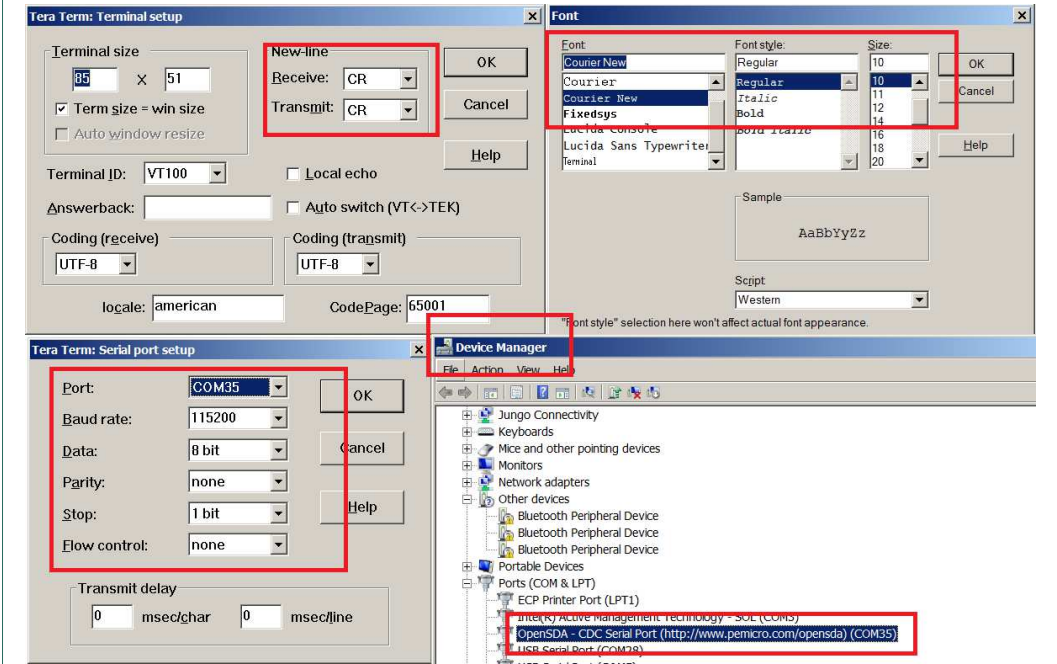 Tera Term: Terminal setup
Terminal size
85 X 51
Term size = win size
Auto window resize
New-line
Receive: CR
Transmit: CR
OK
Cancel
Help
Terminal ID: VT100
Local echo
Answerback:
Auto switch (VT<->TEK)
Coding (receive)
UTF-8
Coding (transmit)
UTF-8
locale: american
CodePage: 65001
Font
Font:
Courier New
Courier
Courier New
Fixedsys
Lucida Console
Lucida Sans Typewriter
Terminal
Font style:
Regular
Regular
Italic
Bold
Bold Italic
Size:
10
10
11
12
14
16
18
20
OK
Cancel
Help
Sample
AaBbYyZz
Script
Western
"Font style" selection here won't affect actual font appearance.
Tera Term: Serial port setup
Port: COM35
Baud rate: 115200
Data: 8 bit
Parity: none
Stop: 1 bit
Flow control: none
OK
Cancel
Help
Transmit delay
0 msec/char 0 msec/line
Device Manager
File Action View Help
Jungo Connectivity
Keyboards
Mice and other pointing devices
Monitors
Network adapters
Other devices
Bluetooth Peripheral Device
Bluetooth Peripheral Device
Bluetooth Peripheral Device
Portable Devices
Ports (COM & LPT)
ECP Printer Port (LPT1)
Intel(R) Active Management Technology - SOL (COM3)
OpenSDA - CDC Serial Port (http://www.pemicro.com/opensda) (COM35)
USB Serial Port (COM28)